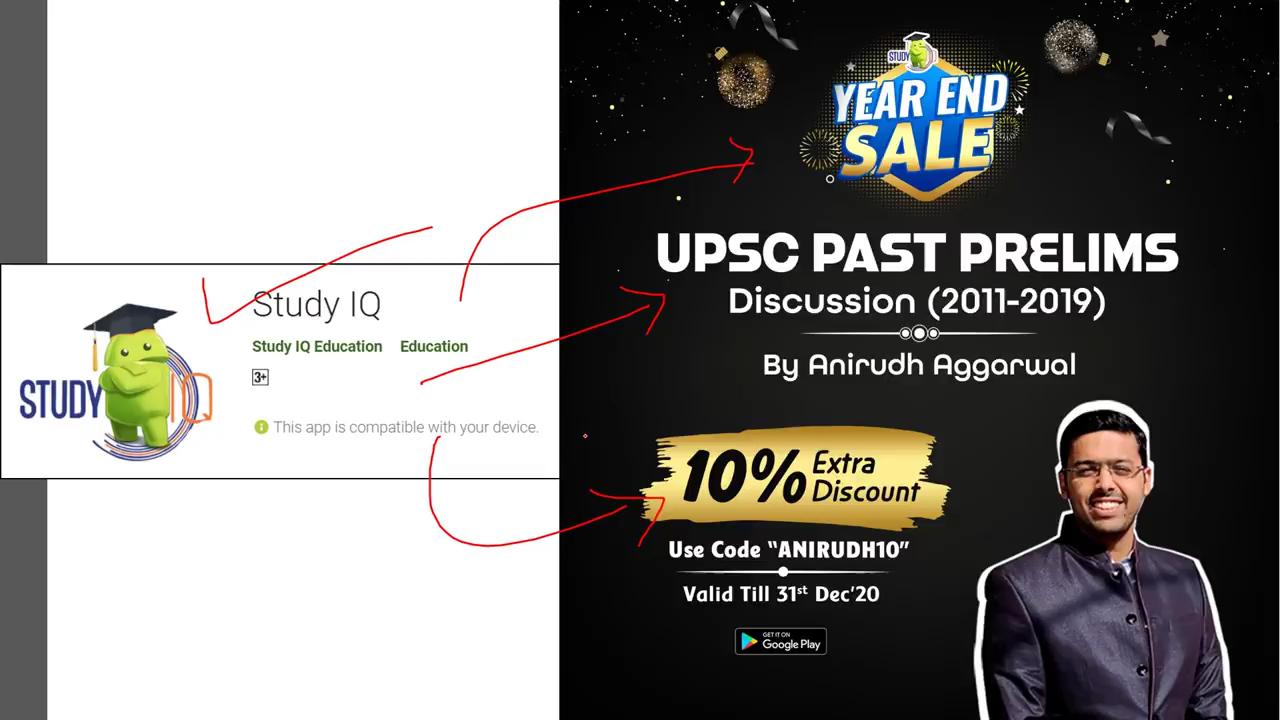 Study IQ
Study IQ Education Education
3+
This app is compatible with your device.
STUDY IQ
STUDY
YEAR END
SALE
UPSC PAST PRELIMS
Discussion (2011-2019)
By Anirudh Aggarwal
10% Extra
Discount
Use Code “ANIRUDH10”
Valid Till 31st Dec'20
GET IT ON
Google Play